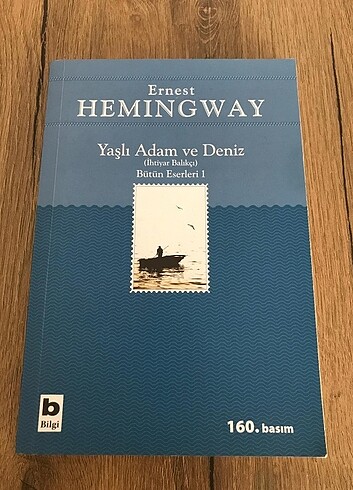 Ernest
HEMINGWAY
Yaşlı Adam ve Deniz
(İhtiyar Balıkçı)
Bütün Eserleri 1
b
Bilgi
160. basım